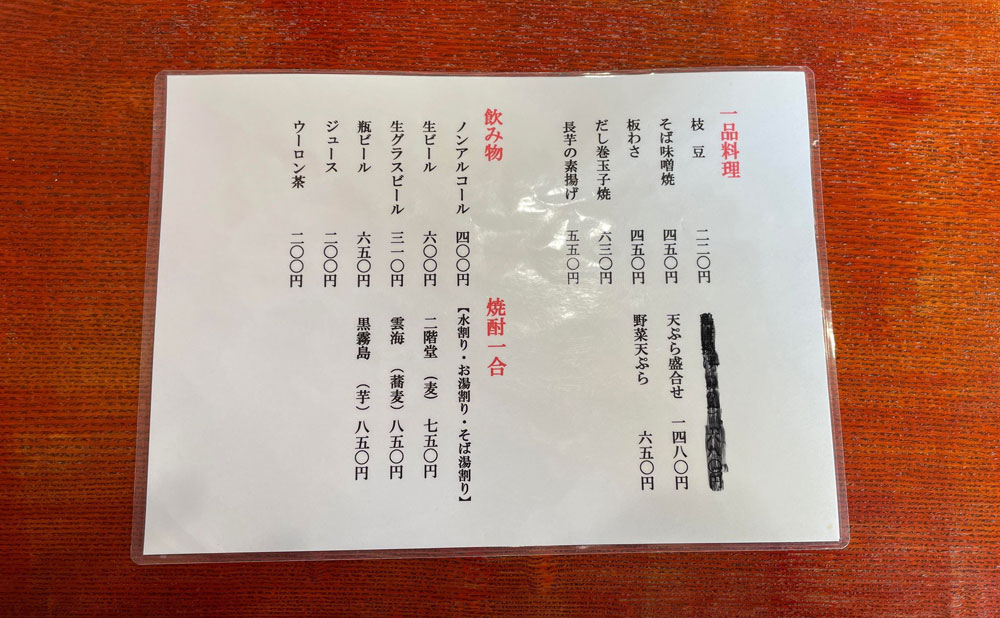 一品料理
枝豆 二二〇円
そば味噌焼 四五〇円
天ぷら盛合せ 一四八〇円
板わさ 四五〇円
野菜天ぷら 六五〇円
だし巻玉子焼 六三〇円
長芋の素揚げ 五五〇円
飲み物
ノンアルコール 四〇〇円
生ビール 六〇〇円
生グラスビール 三一〇円
瓶ビール 六五〇円
ジュース 二〇〇円
ウーロン茶 二〇〇円
焼酎一合
【水割り・お湯割り・そば湯割り】
二階堂（麦）七五〇円
雲海（蕎麦）八五〇円
黒霧島（芋）八五〇円